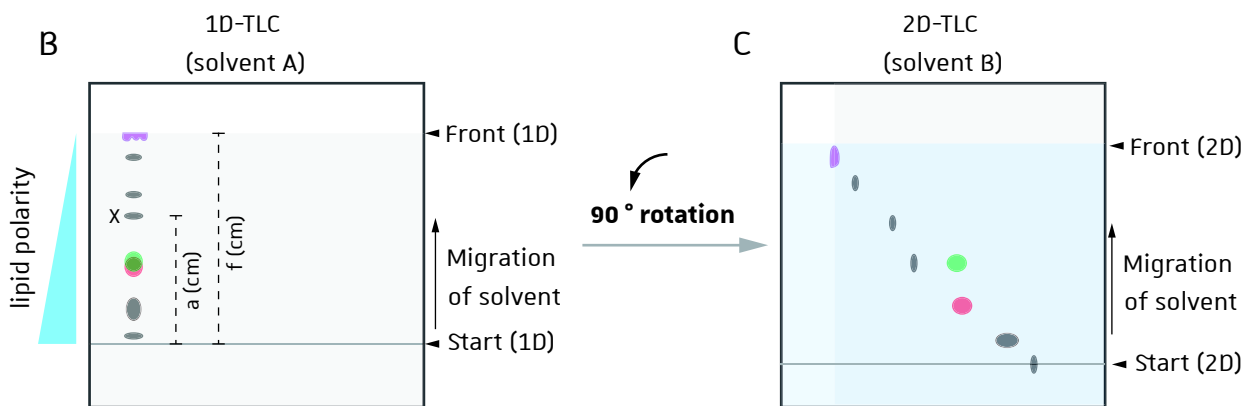 B
1D-TLC
(solvent A)
Front (1D)
lipid polarity
X
a (cm)
f (cm)
Migration
of solvent
Start (1D)
90 ° rotation
C
2D-TLC
(solvent B)
Front (2D)
Migration
of solvent
Start (2D)